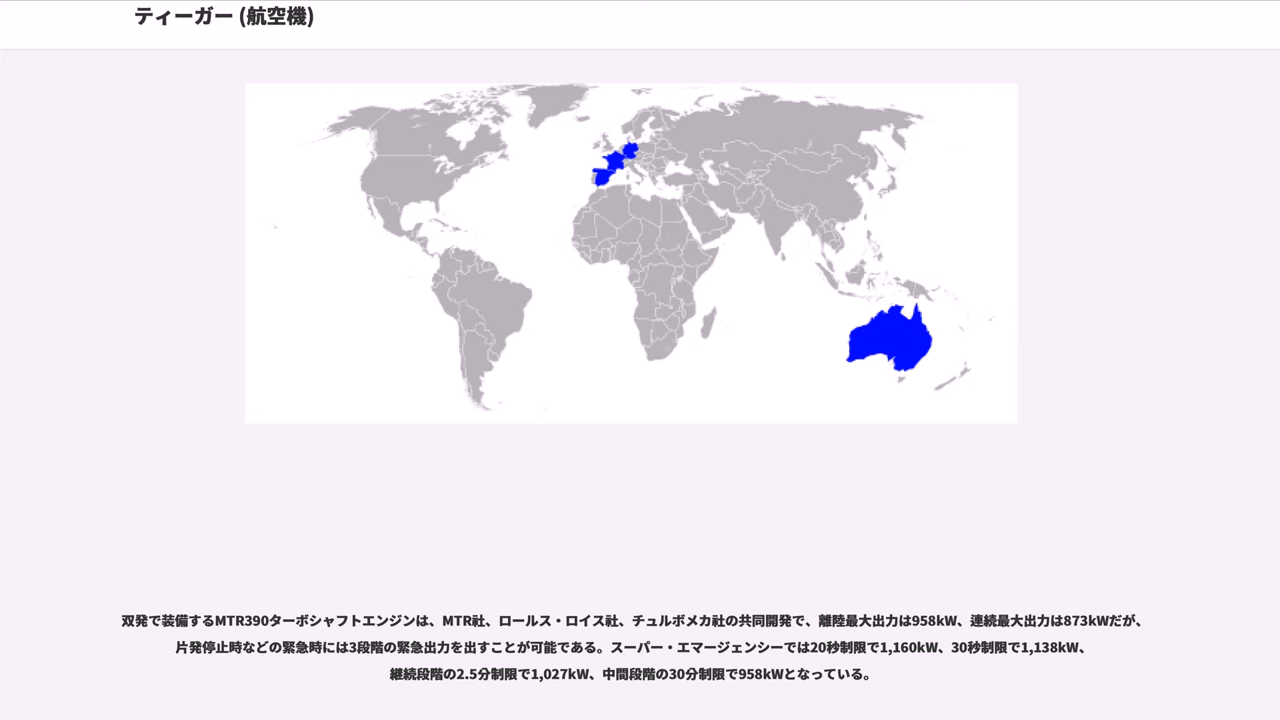 ティーガー (航空機)
双発で装備するMTR390ターボシャフトエンジンは、MTR社、ロールス・ロイス社、チュルボメカ社の共同開発で、離陸最大出力は958kW、連続最大出力は873kWだが、
片発停止時などの緊急時には3段階の緊急出力を出すことが可能である。スーパー・エマージェンシーでは20秒制限で1,160kW、30秒制限で1,138kW、
継続段階の2.5分制限で1,027kW、中間段階の30分制限で958kWとなっている。